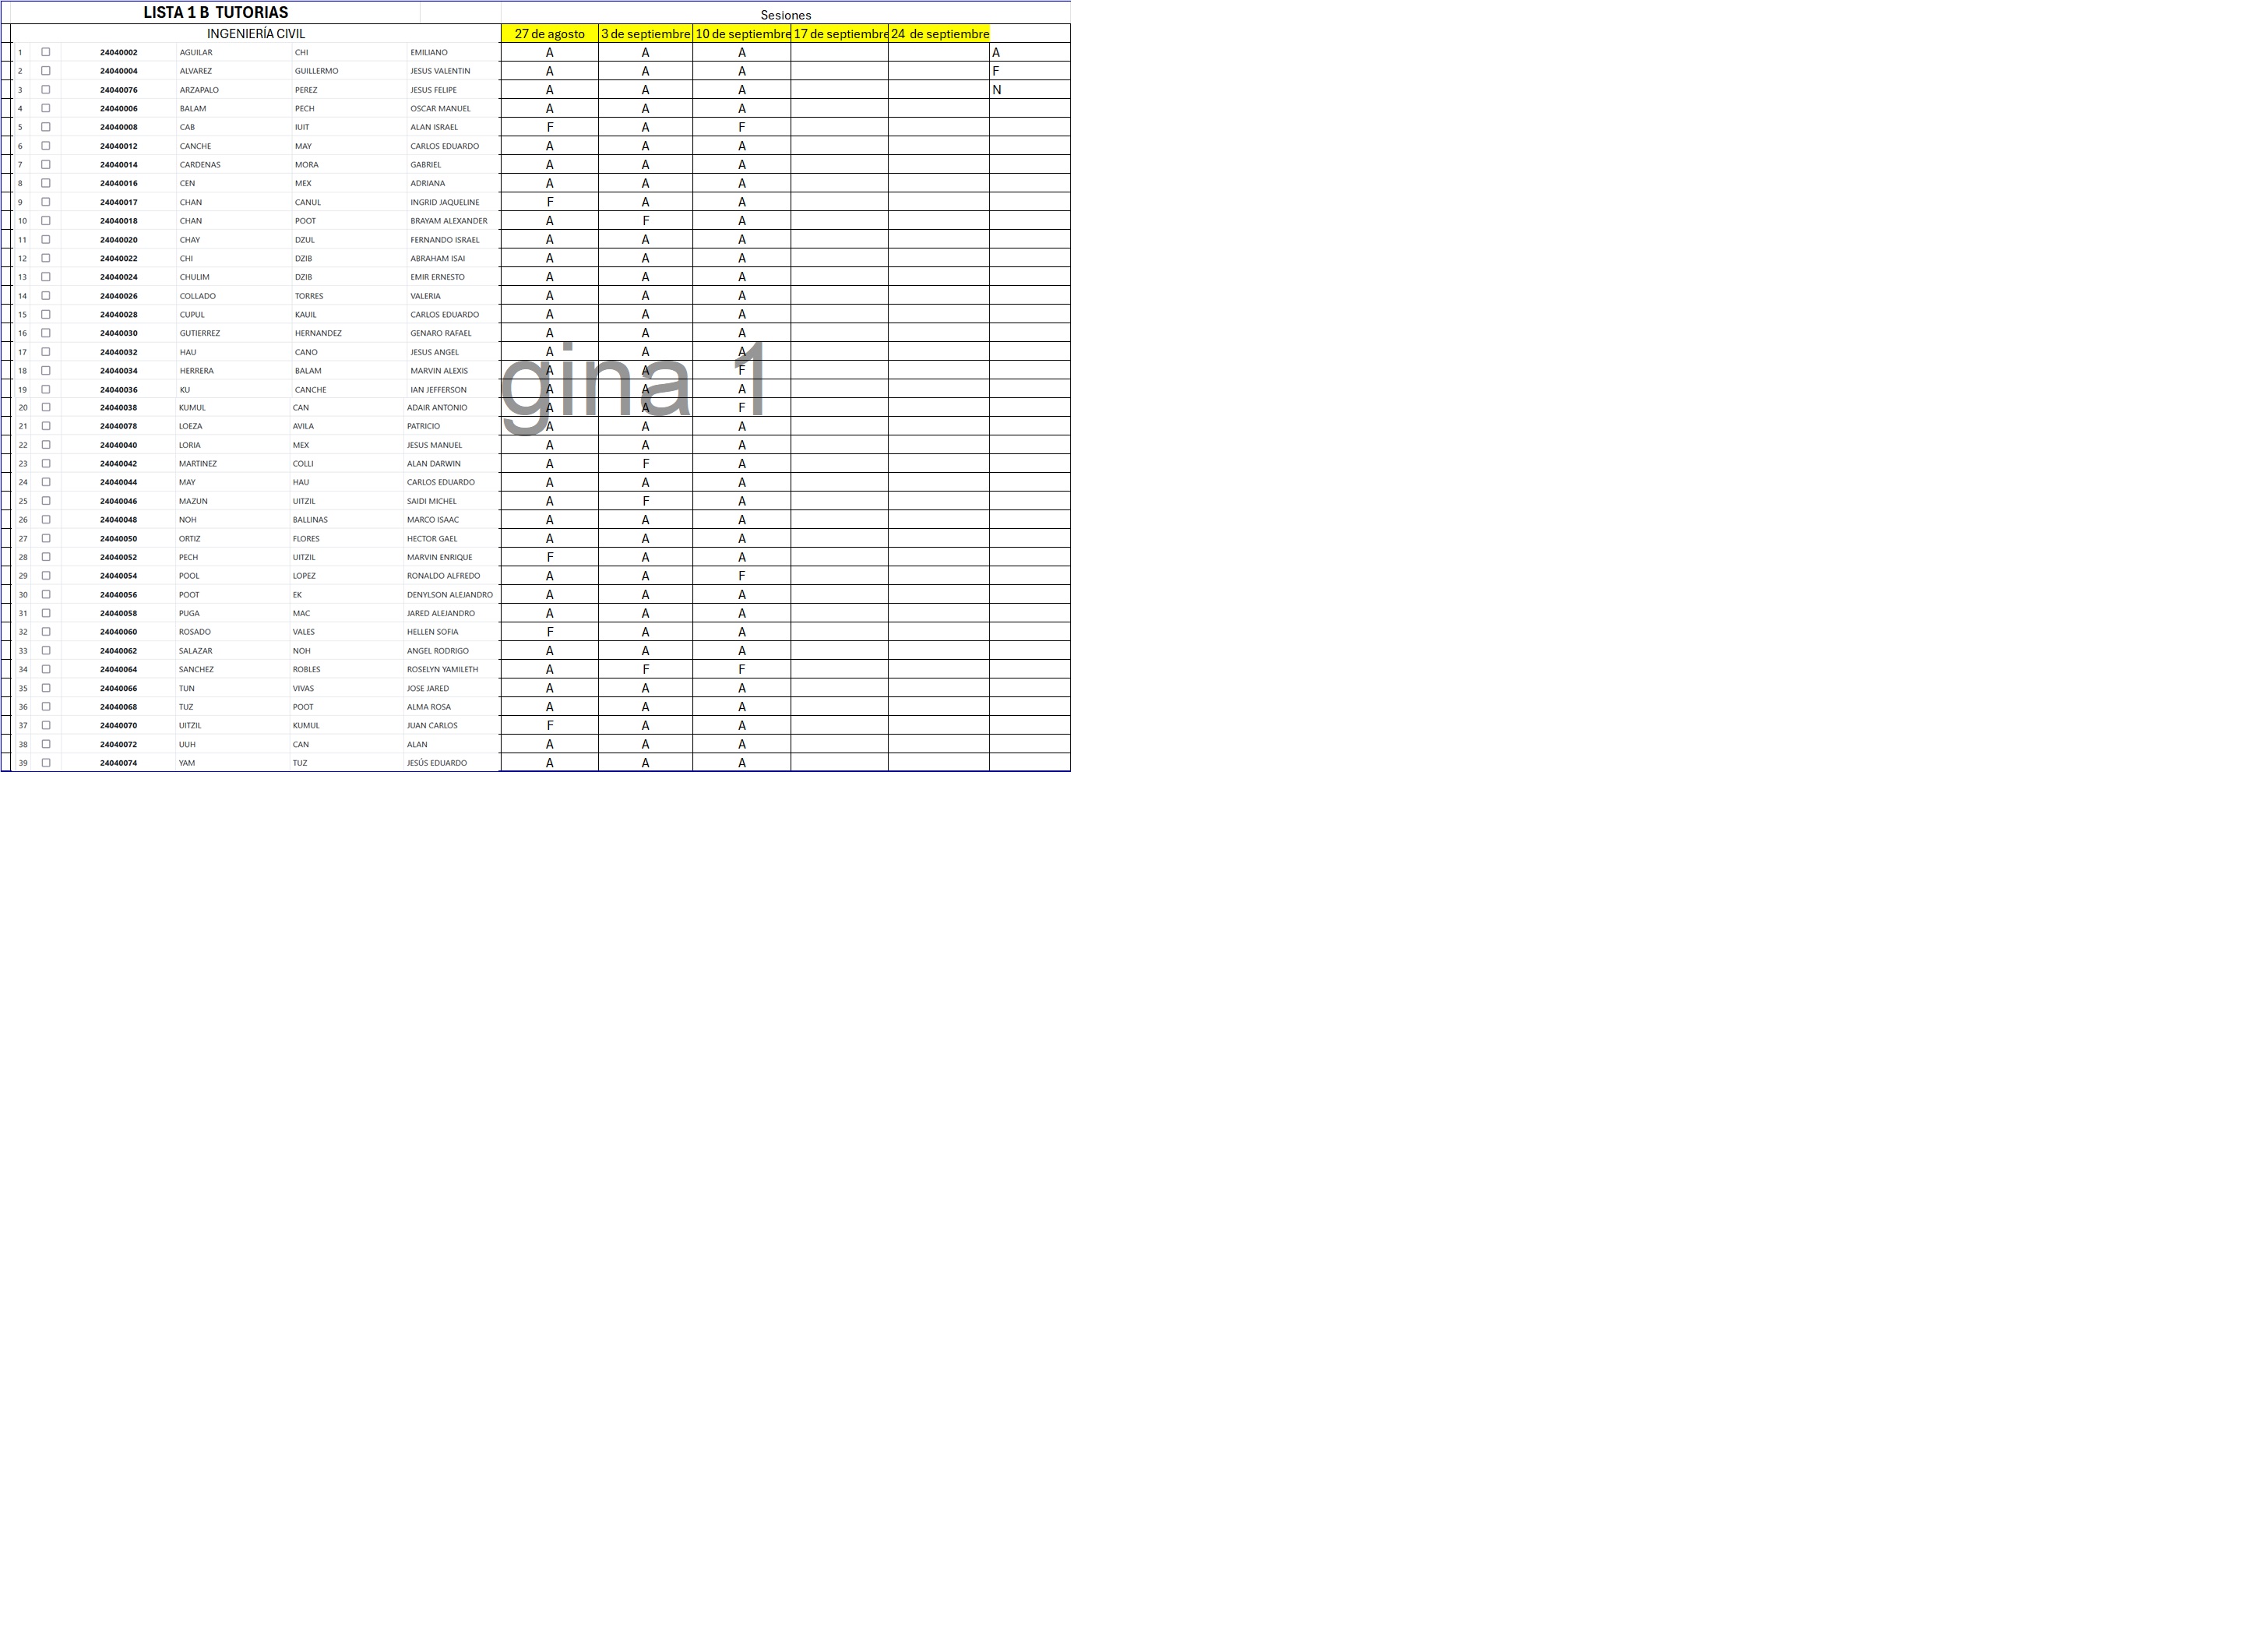 LISTA 1 B TUTORIAS Sesiones
INGENIERÍA CIVIL 27 de agosto 3 de septiembre 10 de septiembre 17 de septiembre 24 de septiembre
1 24040002 AGUILAR CHI EMILIANO A A A A
2 24040004 ALVAREZ GUILLERMO JESUS VALENTIN A A A F
3 24040076 ARZAPALO PEREZ JESUS FELIPE A A A N
4 24040006 BALAM PECH OSCAR MANUEL A A A
5 24040008 CAB IUIT ALAN ISRAEL F A F
6 24040012 CANCHE MAY CARLOS EDUARDO A A A
7 24040014 CARDENAS MORA GABRIEL A A A
8 24040016 CEN MEX ADRIANA A A A
9 24040017 CHAN CANUL INGRID JAQUELINE F A A
10 24040018 CHAN POOT BRAYAM ALEXANDER A F A
11 24040020 CHAY DZUL FERNANDO ISRAEL A A A
12 24040022 CHI DZIB ABRAHAM ISAI A A A
13 24040024 CHULIM DZIB EMIR ERNESTO A A A
14 24040026 COLLADO TORRES VALERIA A A A
15 24040028 CUPUL KAUIL CARLOS EDUARDO A A A
16 24040030 GUTIERREZ HERNANDEZ GENARO RAFAEL A A A
17 24040032 HAU CANO JESUS ANGEL A A A
18 24040034 HERRERA BALAM MARVIN ALEXIS A A F
gina 1
19 24040036 KU CANCHE IAN JEFFERSON A A A
20 24040038 KUMUL CAN ADAIR ANTONIO A A F
21 24040078 LOEZA AVILA PATRICIO A A A
22 24040040 LORIA MEX JESUS MANUEL A A A
23 24040042 MARTINEZ COLLI ALAN DARWIN A F A
24 24040044 MAY HAU CARLOS EDUARDO A A A
25 24040046 MAZUN UITZIL SAIDI MICHEL A F A
26 24040048 NOH BALLINAS MARCO ISAAC A A A
27 24040050 ORTIZ FLORES HECTOR GAEL A A A
28 24040052 PECH UITZIL MARVIN ENRIQUE F A A
29 24040054 POOL LOPEZ RONALDO ALFREDO A A F
30 24040056 POOT EK DENYLSON ALEJANDRO A A A
31 24040058 PUGA MAC JARED ALEJANDRO A A A
32 24040060 ROSADO VALES HELLEN SOFIA F A A
33 24040062 SALAZAR NOH ANGEL RODRIGO A A A
34 24040064 SANCHEZ ROBLES ROSELYN YAMILETH A F F
35 24040066 TUN VIVAS JOSE JARED A A A
36 24040068 TUZ POOT ALMA ROSA A A A
37 24040070 UITZIL KUMUL JUAN CARLOS F A A
38 24040072 UUH CAN ALAN A A A
39 24040074 YAM TUZ JESÚS EDUARDO A A A